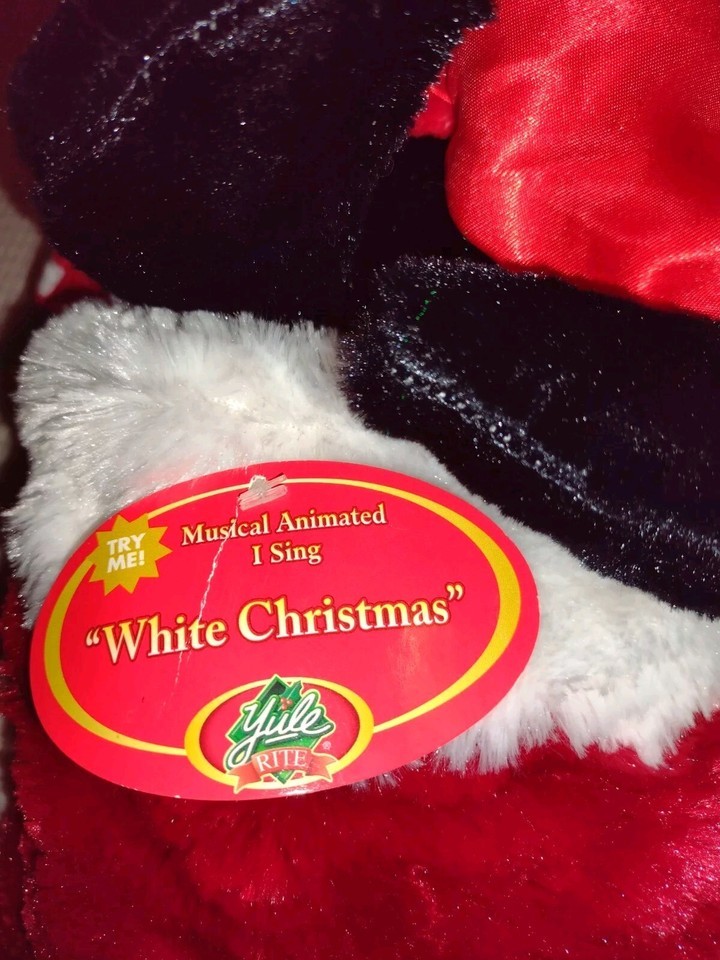 TRY
ME!
Musical Animated
I Sing
“White Christmas”
Yule
RITE®